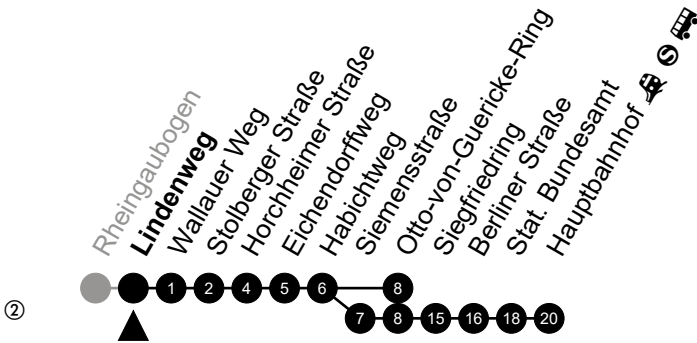 Rheingaubogen
Lindenweg
Wallauer Weg
Stolberger Straße
Horchheimer Straße
Eichendorffweg
Habichtweg
Siemensstraße
Otto-von-Guericke-Ring
Siegfriedring
Berliner Straße
Stat. Bundesamt
Hauptbahnhof S
1 2 4 5 6 8
② 7 8 15 16 18 20